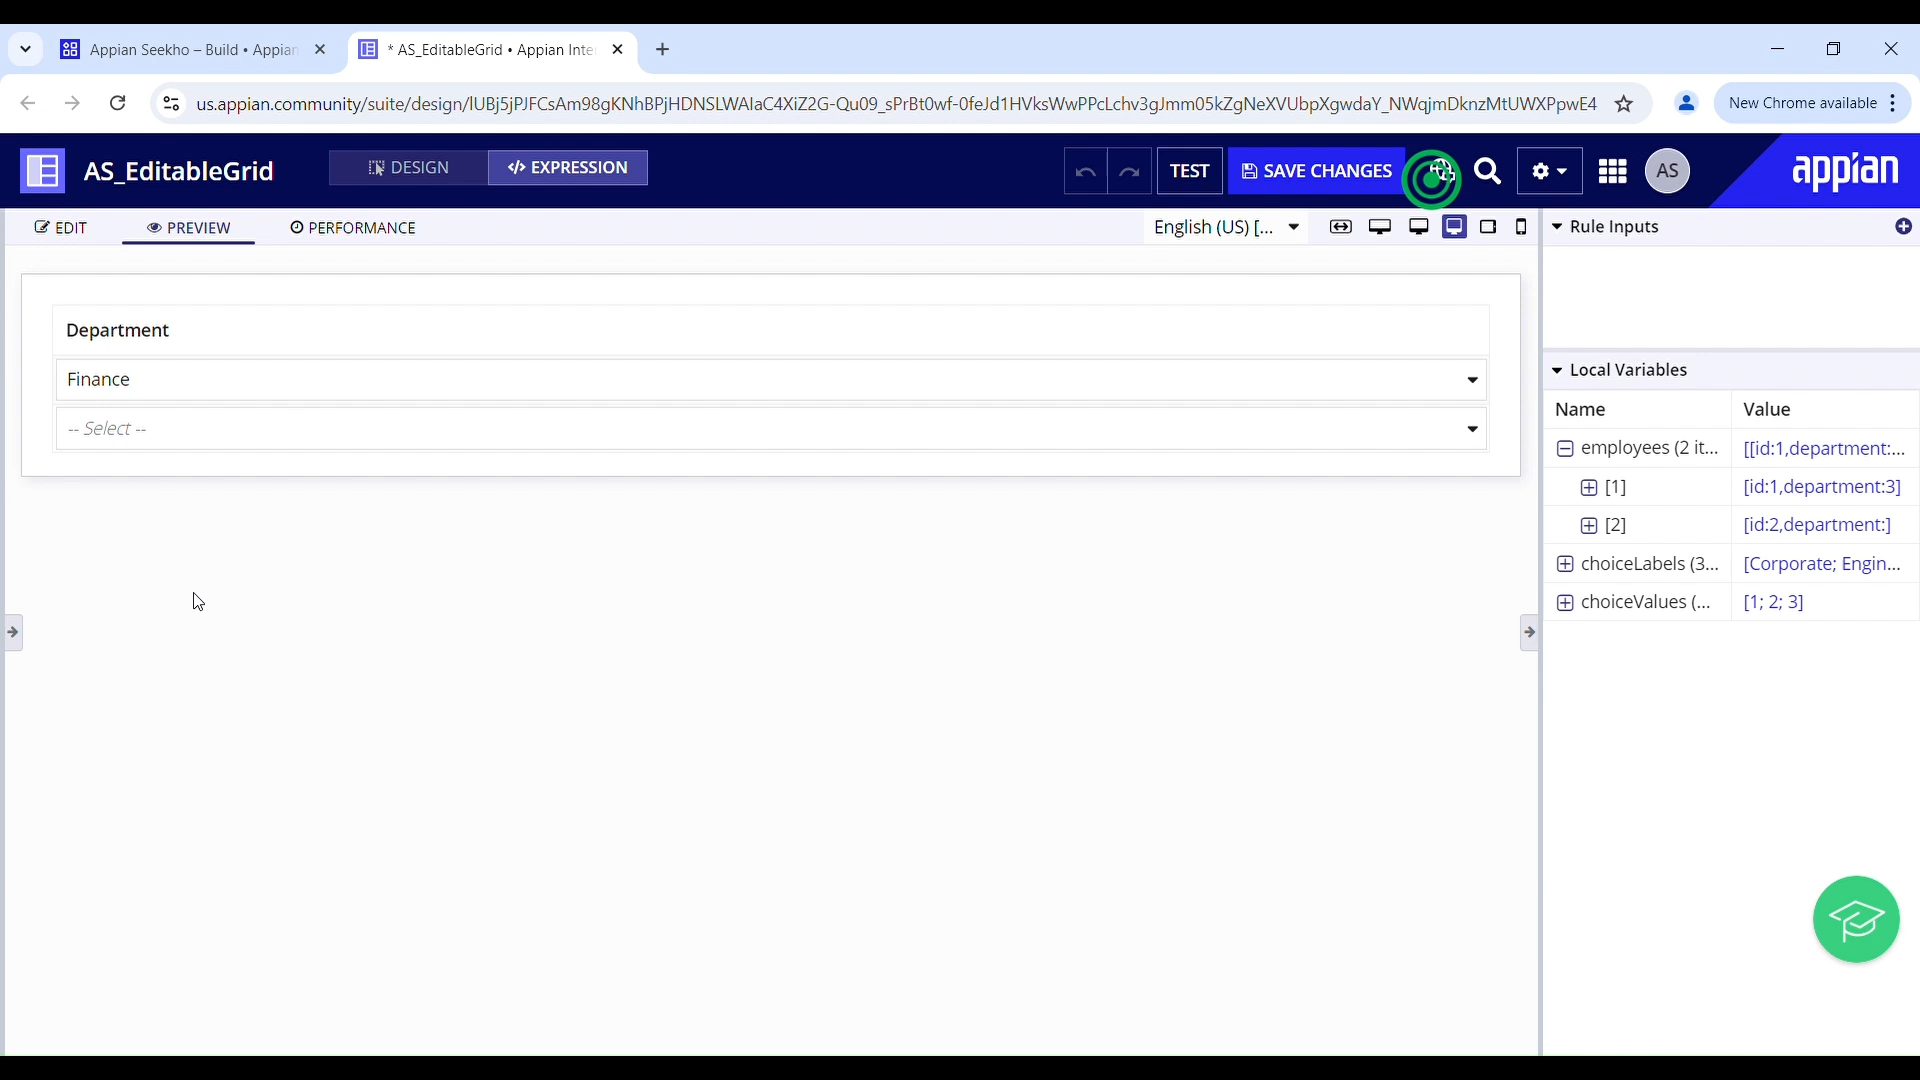 Appian Seekho – Build • Appian
* AS_EditableGrid • Appian Inte
us.appian.community/suite/design/lUBj5jPJFCsAm98gKNhBPjHDNSLWAIaC4XiZ2G-Qu09_sPrBt0wf-0feJd1HVksWwPPcLchv3gJmm05kZgNeXVUbpXgwdaY_NWqjmDknzMtUWXPpwE4
New Chrome available
AS_EditableGrid
DESIGN
</> EXPRESSION
TEST
SAVE CHANGES
AS
appian
EDIT
PREVIEW
PERFORMANCE
English (US) [...
Rule Inputs
Department
Finance
-- Select --
Local Variables
Name Value
employees (2 it... [[id:1,department:...
[1] [id:1,department:3]
[2] [id:2,department:]
choiceLabels (3... [Corporate; Engin...
choiceValues (... [1; 2; 3]